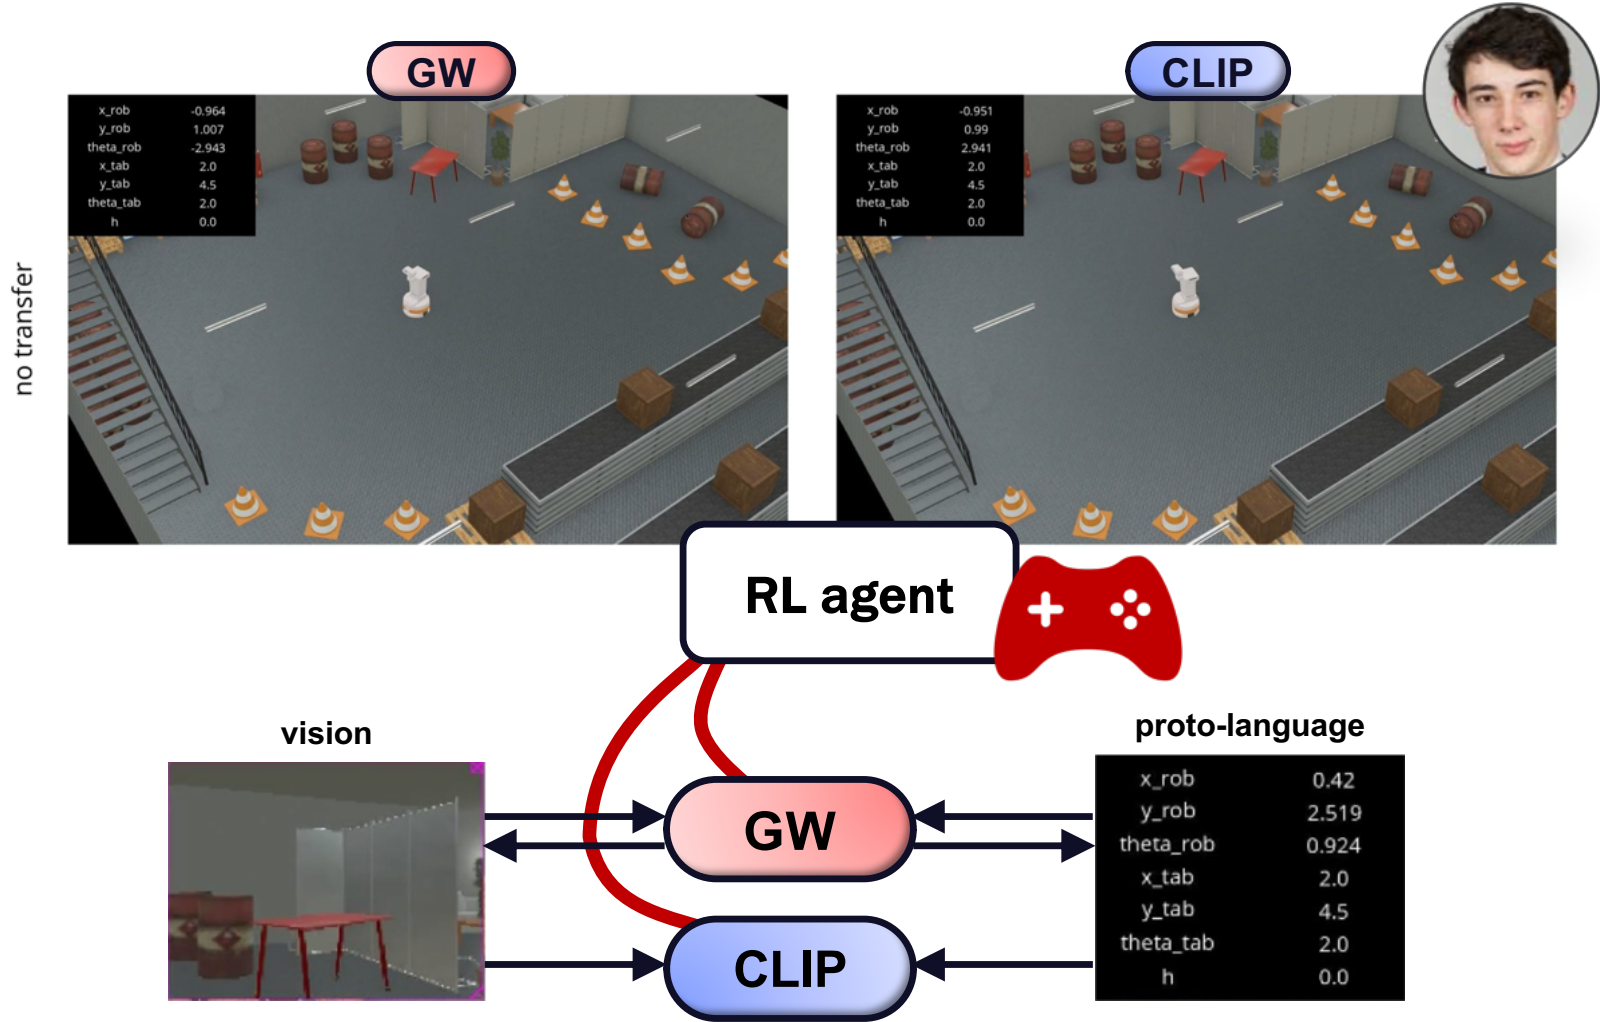 GW
CLIP
x_rob -0.964
y_rob 1.007
theta_rob -2.943
x_tab 2.0
y_tab 4.5
theta_tab 2.0
h 0.0
x_rob -0.951
y_rob 0.99
theta_rob 2.941
x_tab 2.0
y_tab 4.5
theta_tab 2.0
h 0.0
no transfer
RL agent
vision
proto-language
GW
CLIP
x_rob 0.42
y_rob 2.519
theta_rob 0.924
x_tab 2.0
y_tab 4.5
theta_tab 2.0
h 0.0